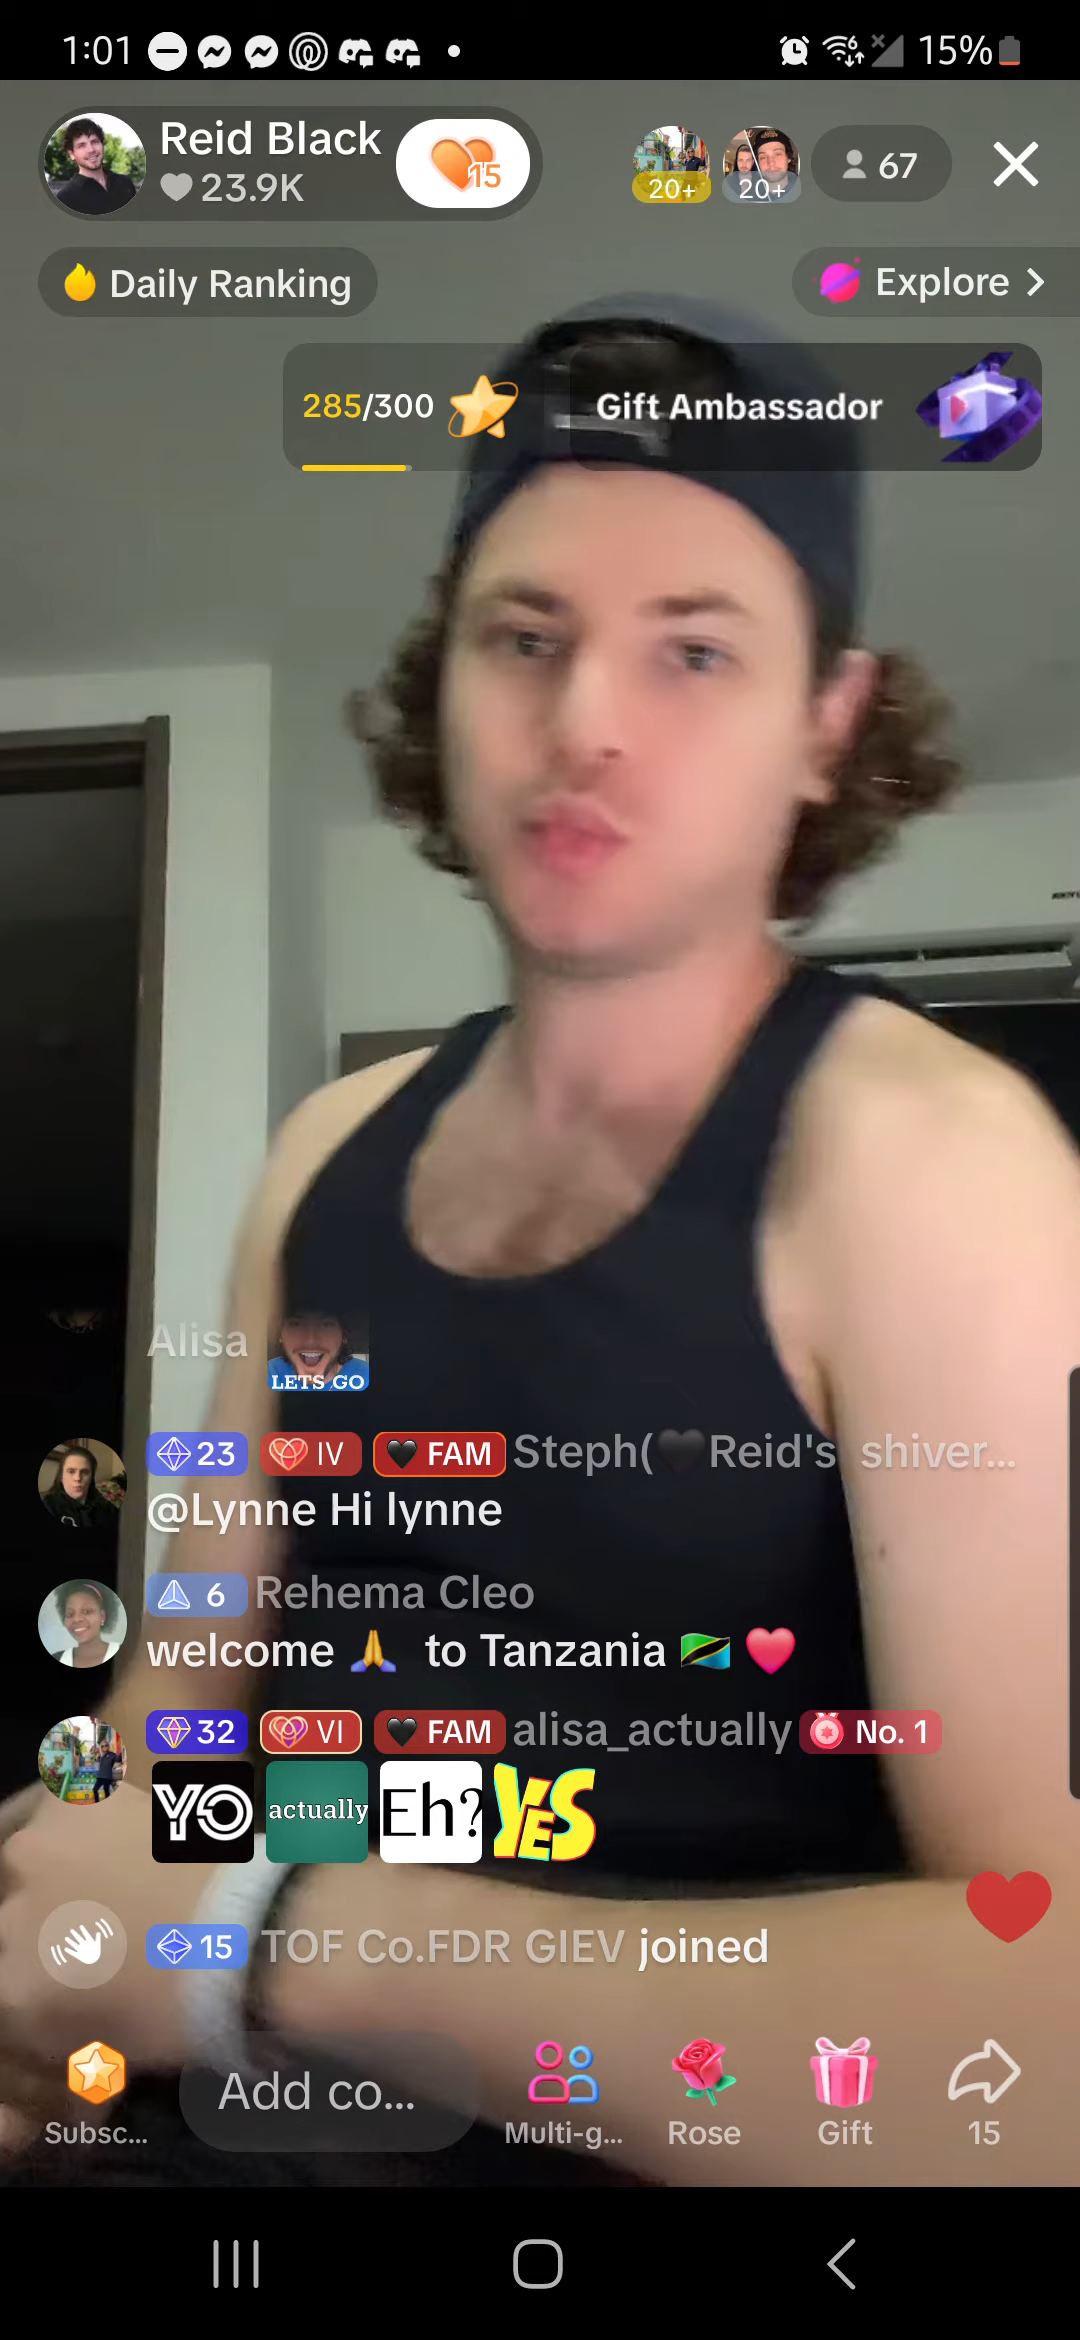 1:01
15%
Reid Black
23.9K
15
20+
20+
67
Daily Ranking
Explore
285/300
Gift Ambassador
Alisa
LETS GO
23 IV 🖤 FAM Steph(🖤Reid's shiver...
@Lynne Hi lynne
6 Rehema Cleo
welcome 🙏 to Tanzania 🇹🇿 ❤️
32 VI 🖤 FAM alisa_actually No. 1
YO actually Eh? YES
15 TOF Co.FDR GIEV joined
Add co...
Subsc...
Multi-g...
Rose
Gift
15